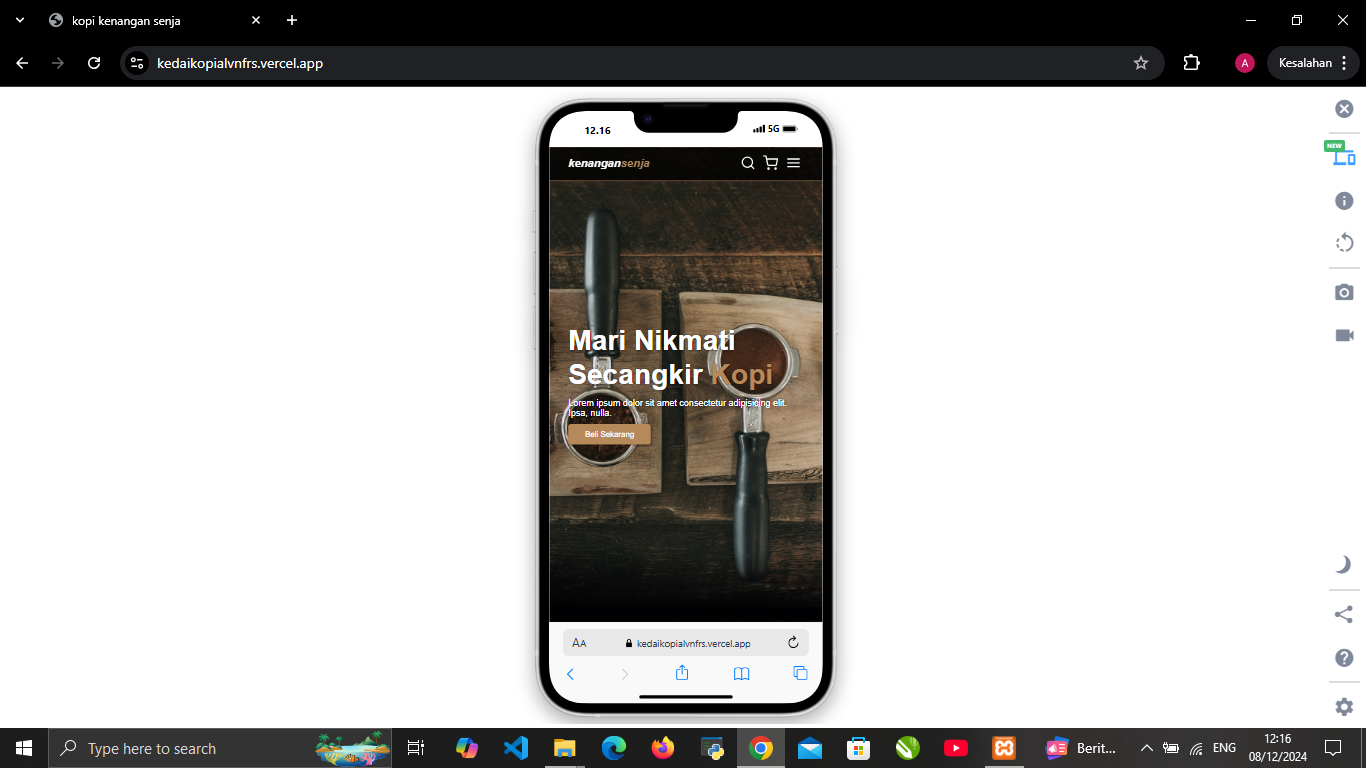 kopi kenangan senja
kedaikopialvnfrs.vercel.app
A
Kesalahan
NEW
12.16
5G
kenangansenja
Mari Nikmati
Secangkir Kopi
Lorem ipsum dolor sit amet consectetur adipisicing elit.
Ipsa, nulla.
Beli Sekarang
AA
kedaikopialvnfrs.vercel.app
Type here to search
Berit...
ENG
12:16
08/12/2024